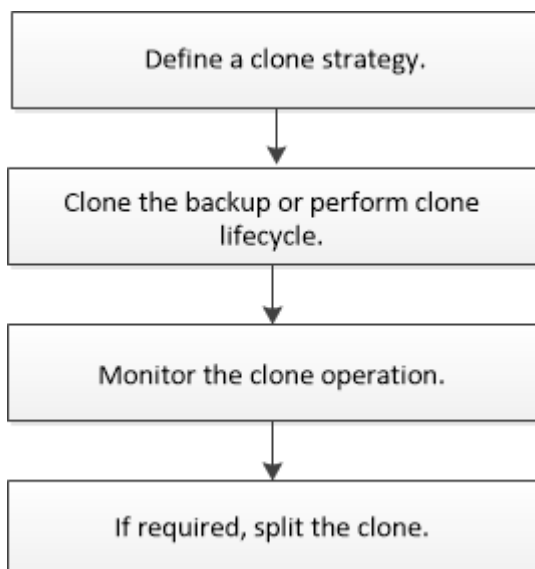 Define a clone strategy.
Clone the backup or perform clone
lifecycle.
Monitor the clone operation.
If required, split the clone.